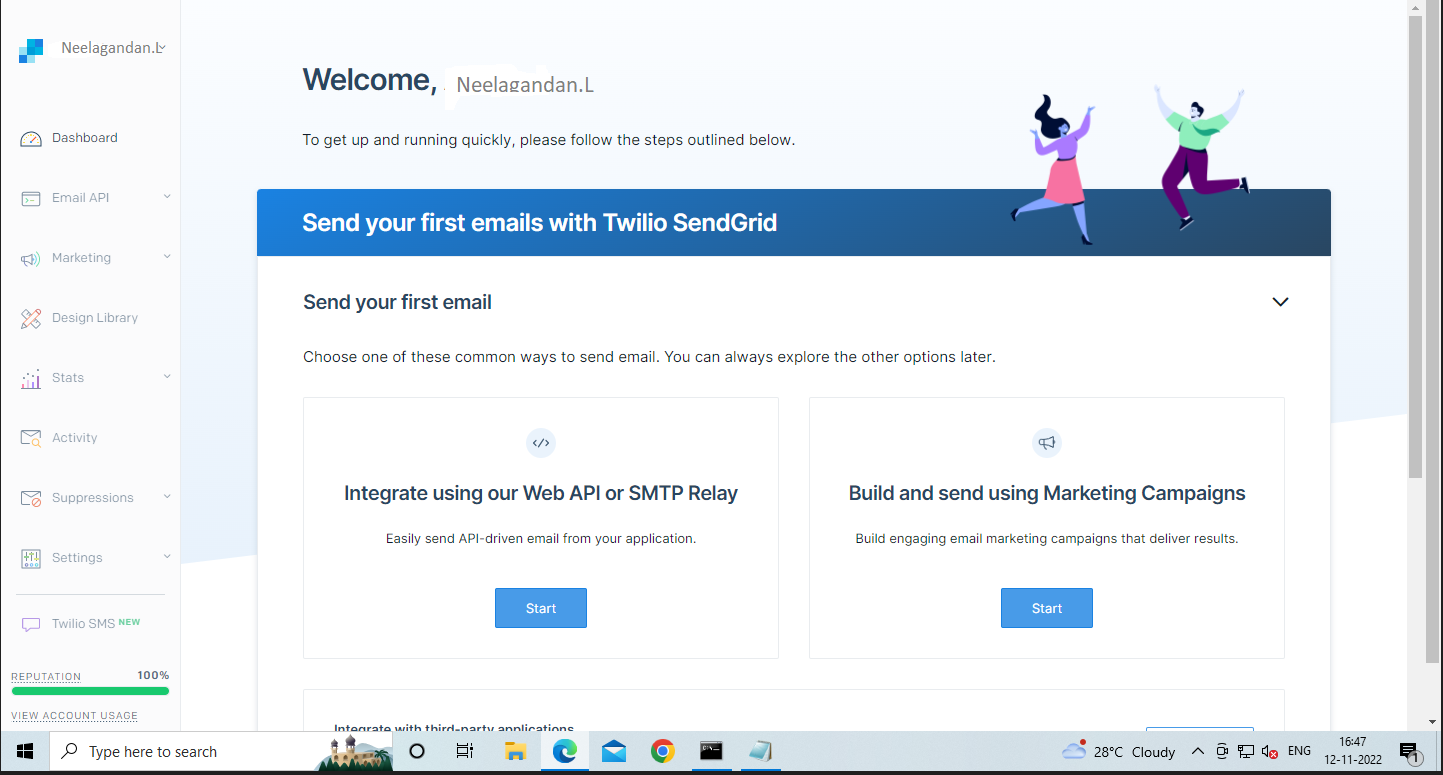 Neelagandan.L
Dashboard
Email API
Marketing
Design Library
Stats
Activity
Suppressions
Settings
Twilio SMS NEW
REPUTATION 100%
VIEW ACCOUNT USAGE
Welcome, Neelagandan.L
To get up and running quickly, please follow the steps outlined below.
Send your first emails with Twilio SendGrid
Send your first email
Choose one of these common ways to send email. You can always explore the other options later.
Integrate using our Web API or SMTP Relay
Easily send API-driven email from your application.
Start
Build and send using Marketing Campaigns
Build engaging email marketing campaigns that deliver results.
Start
Integrate with third-party applications
Type here to search
28°C Cloudy
ENG
16:47
12-11-2022
1